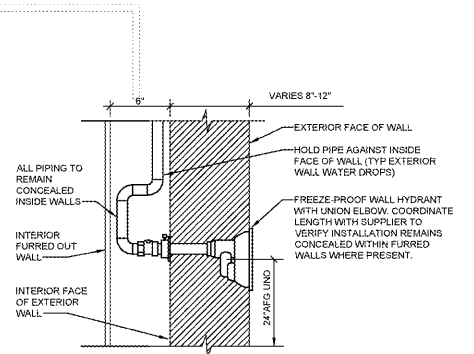 6"
VARIES 8"-12"
EXTERIOR FACE OF WALL
HOLD PIPE AGAINST INSIDE
FACE OF WALL (TYP EXTERIOR
WALL WATER DROPS)
ALL PIPING TO
REMAIN
CONCEALED
INSIDE WALLS
FREEZE-PROOF WALL HYDRANT
WITH UNION ELBOW. COORDINATE
LENGTH WITH SUPPLIER TO
VERIFY INSTALLATION REMAINS
CONCEALED WITHIN FURRED
WALLS WHERE PRESENT.
INTERIOR
FURRED OUT
WALL
INTERIOR FACE
OF EXTERIOR
WALL
24"AFG UNO